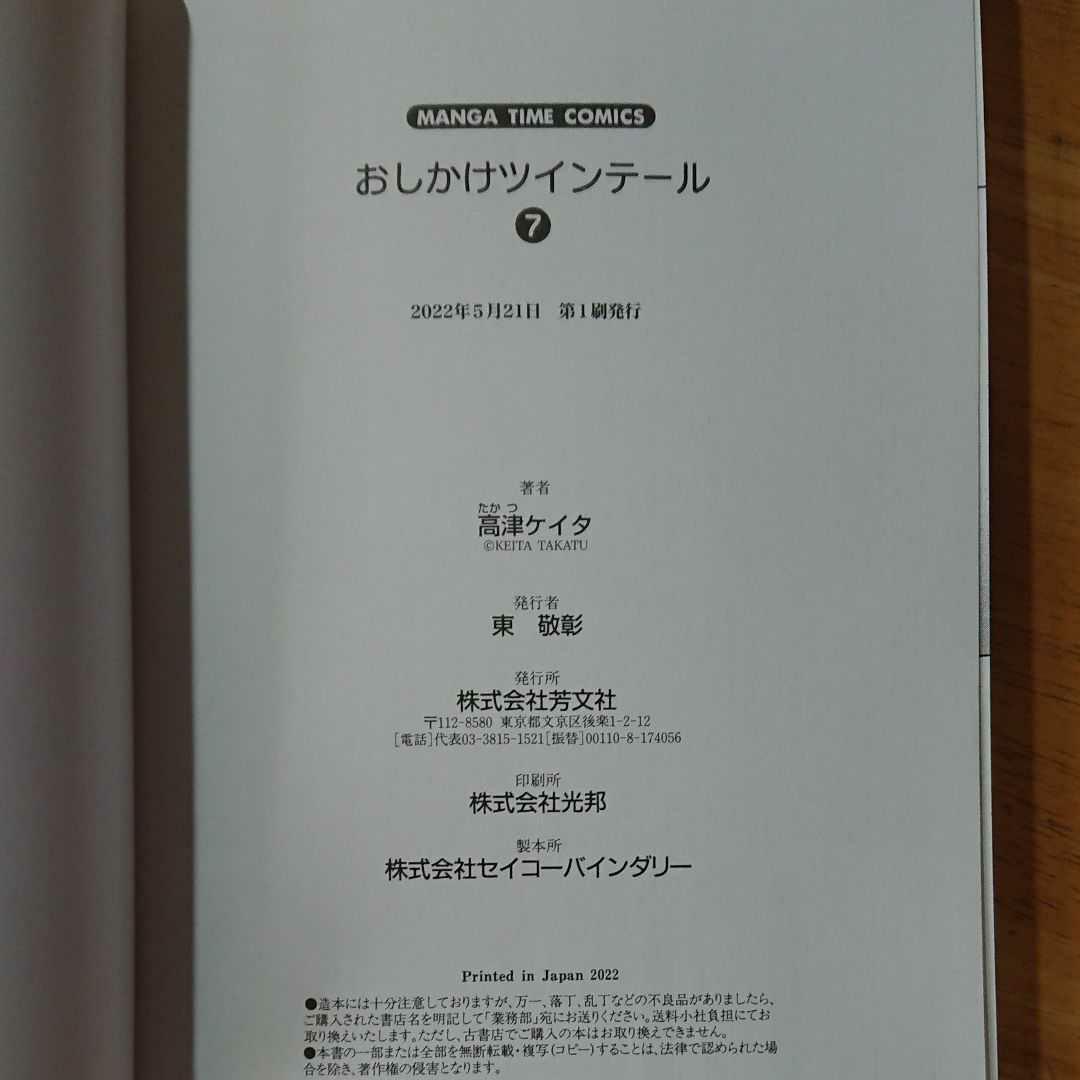 MANGA TIME COMICS
おしかけツインテール
7
2022年5月21日　第1刷発行
著者
たか つ
高津ケイタ
©KEITA TAKATU
発行者
東　敬彰
発行所
株式会社芳文社
〒112-8580 東京都文京区後楽1-2-12
[電話]代表03-3815-1521[振替]00110-8-174056
印刷所
株式会社光邦
製本所
株式会社セイコーバインダリー
Printed in Japan 2022
●造本には十分注意しておりますが、万一、落丁、乱丁などの不良品がありましたら、
ご購入された書店名を明記して「業務部」宛にお送りください。送料小社負担にてお
取り換えいたします。ただし、古書店でご購入の本はお取り換えできません。
●本書の一部または全部を無断転載・複写(コピー)することは、法律で認められた場
合を除き、著作権の侵害となります。